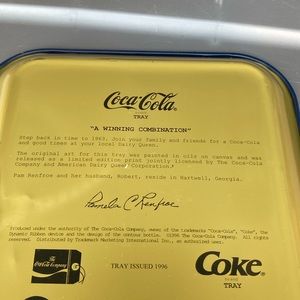 Coca-Cola
BRAND
TRAY
"A WINNING COMBINATION"
Step back in time to 1963. Join your family and friends for a Coca-Cola
and good times at your local Dairy Queen.
The original art for this tray was painted in oils on canvas and was
released as a limited edition print jointly licensed by The Coca-Cola
Company and American Dairy Queen Corporation.
Pam Renfroe and her husband, Robert, reside in Hartwell, Georgia.
Pamela C. Renfroe
Produced under the authority of The Coca-Cola Company, owner of the trademarks "Coca-Cola", "Coke", the
Dynamic Ribbon device and the design of the contour bottle. ©1996 The Coca-Cola Company. All rights
reserved. Distributed by Trademark Marketing International Inc., an authorized user.
The Coca-Cola Company
TRAY ISSUED 1996
Coke
BRAND
TRAY